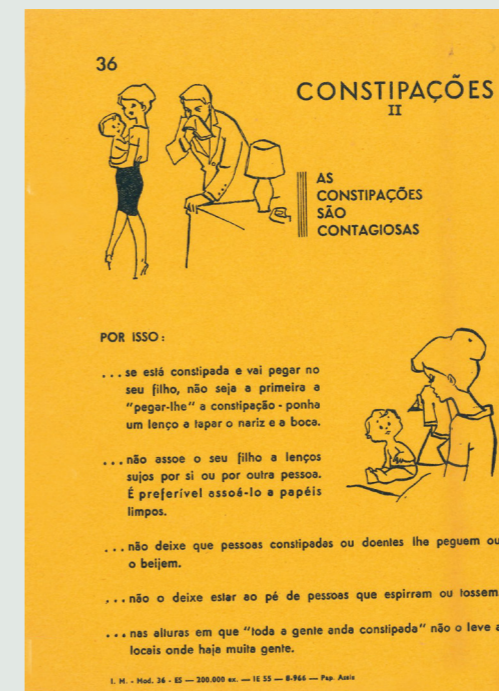 36
CONSTIPAÇÕES
II
AS
CONSTIPAÇÕES
SÃO
CONTAGIOSAS
POR ISSO:
...se está constipada e vai pegar no
seu filho, não seja a primeira a
"pegar-lhe" a constipação - ponha
um lenço a tapar o nariz e a boca.
...não assoe o seu filho a lenços
sujos por si ou por outra pessoa.
É preferível assoá-lo a papéis
limpos.
...não deixe que pessoas constipadas ou doentes lhe peguem ou
o beijem.
...não o deixe estar ao pé de pessoas que espirram ou tossem
...nas alturas em que "toda a gente anda constipada" não o leve a
locais onde haja muita gente.
I. M. - Mod. 36 - ES — 200.000 ex. — IE 55 — 8-966 — Pap. Assis